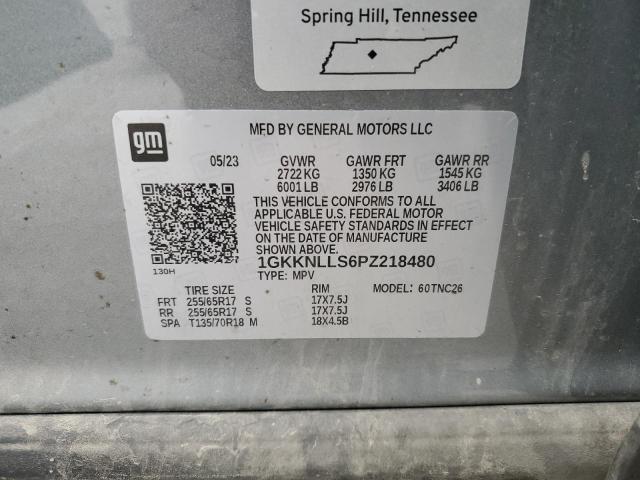 Spring Hill, Tennessee
gm
MFD BY GENERAL MOTORS LLC
05/23 GVWR GAWR FRT GAWR RR
2722 KG 1350 KG 1545 KG
6001 LB 2976 LB 3406 LB
THIS VEHICLE CONFORMS TO ALL
APPLICABLE U.S. FEDERAL MOTOR
VEHICLE SAFETY STANDARDS IN
EFFECT ON THE DATE OF MANUFACTURE
SHOWN ABOVE.
130H
1GKKNLLS6PZ218480
TYPE: MPV
TIRE SIZE RIM MODEL: 60TNC26
FRT 255/65R17 S 17X7.5J
RR 255/65R17 S 17X7.5J
SPA T135/70R18 M 18X4.5B